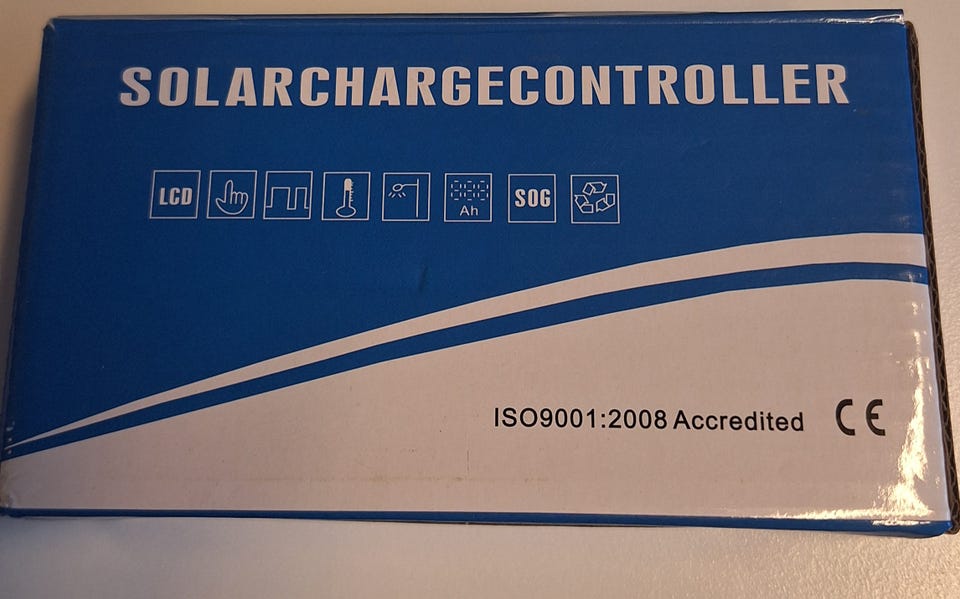 SOLARCHARGECONTROLLER
LCD Ah SOG
ISO9001:2008 Accredited CE